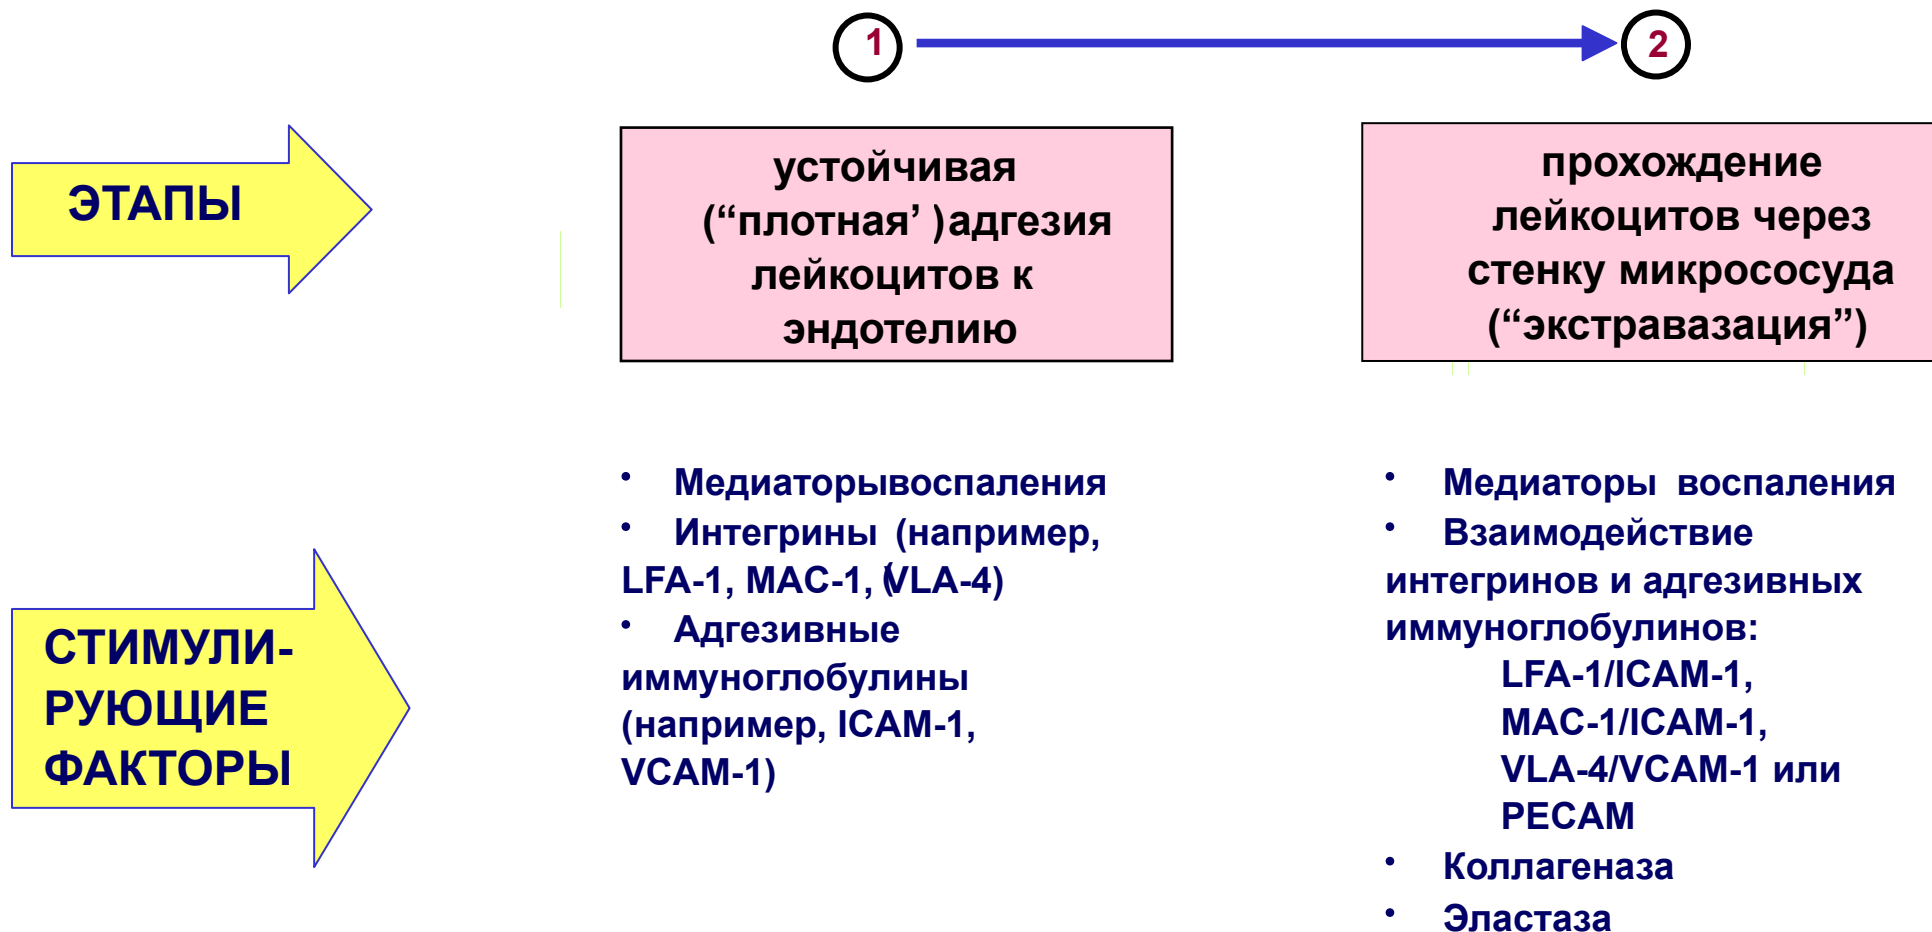 1
2
ЭТАПЫ
устойчивая
(“плотная’ )адгезия
лейкоцитов к
эндотелию
прохождение
лейкоцитов через
стенку микрососуда
(“экстравазация”)
СТИМУЛИ-
РУЮЩИЕ
ФАКТОРЫ
• Медиаторывоспаления
• Интегрины (например,
LFA-1, MAC-1, (VLA-4)
• Адгезивные
иммуноглобулины
(например, ICAM-1,
VCAM-1)
• Медиаторы воспаления
• Взаимодействие
интегринов и адгезивных
иммуноглобулинов:
LFA-1/ICAM-1,
MAC-1/ICAM-1,
VLA-4/VCAM-1 или
PECAM
• Коллагеназа
• Эластаза